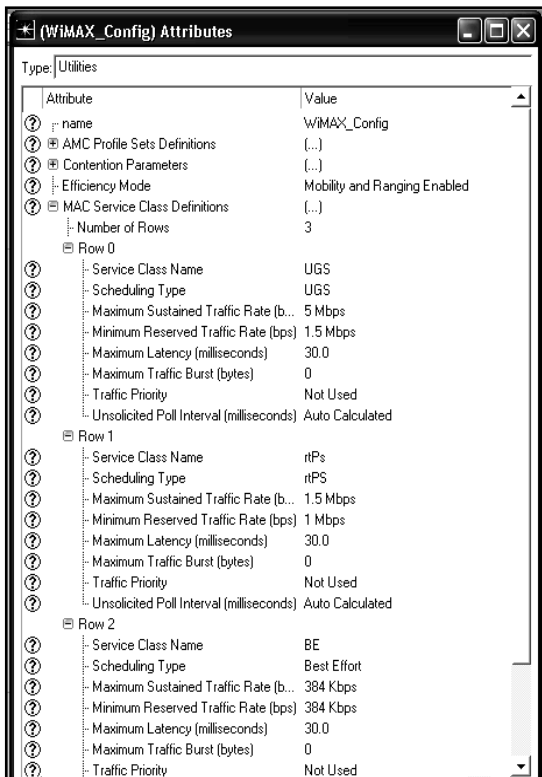 (WiMAX_Config) Attributes
Type: Utilities
Attribute Value
name WiMAX_Config
AMC Profile Sets Definitions (...)
Contention Parameters (...)
Efficiency Mode Mobility and Ranging Enabled
MAC Service Class Definitions (...)
Number of Rows 3
Row 0
Service Class Name UGS
Scheduling Type UGS
Maximum Sustained Traffic Rate (b... 5 Mbps
Minimum Reserved Traffic Rate (bps) 1.5 Mbps
Maximum Latency (milliseconds) 30.0
Maximum Traffic Burst (bytes) 0
Traffic Priority Not Used
Unsolicited Poll Interval (milliseconds) Auto Calculated
Row 1
Service Class Name rtPs
Scheduling Type rtPS
Maximum Sustained Traffic Rate (b... 1.5 Mbps
Minimum Reserved Traffic Rate (bps) 1 Mbps
Maximum Latency (milliseconds) 30.0
Maximum Traffic Burst (bytes) 0
Traffic Priority Not Used
Unsolicited Poll Interval (milliseconds) Auto Calculated
Row 2
Service Class Name BE
Scheduling Type Best Effort
Maximum Sustained Traffic Rate (b... 384 Kbps
Minimum Reserved Traffic Rate (bps) 384 Kbps
Maximum Latency (milliseconds) 30.0
Maximum Traffic Burst (bytes) 0
Traffic Priority Not Used